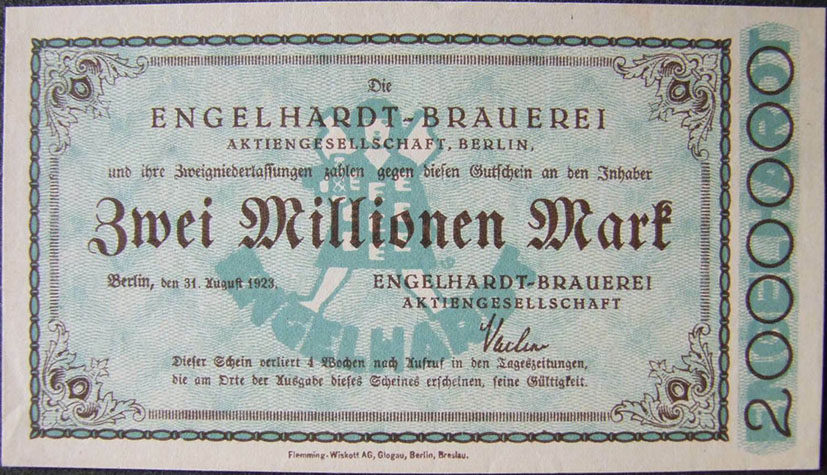 Die
ENGELHARDT-BRAUEREI
AKTIENGESELLSCHAFT, BERLIN,
und ihre Zweigniederlassungen zahlen gegen diesen Gutschein an den Inhaber
Zwei Millionen Mark
Berlin, den 31. August 1923.
ENGELHARDT-BRAUEREI
AKTIENGESELLSCHAFT
ENGELHARDT
Dieser Schein verliert 4 Wochen nach Aufruf in den Tageszeitungen,
die am Orte der Ausgabe dieses Scheines erscheinen, seine Gültigkeit.
Flemming-Wiskott AG, Glogau, Berlin, Breslau.
ENGELHARDT
2000000